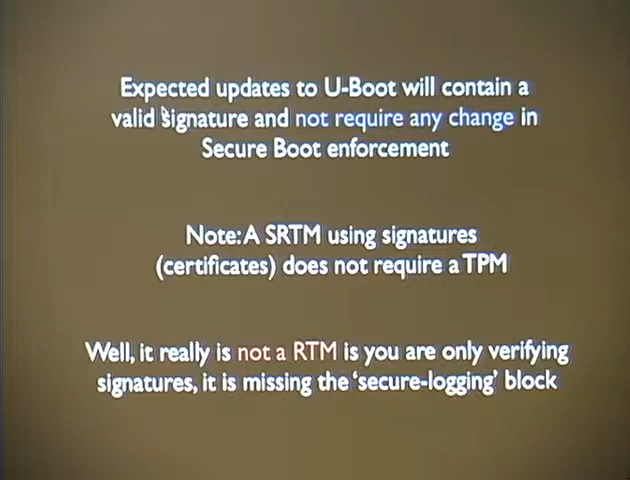 Expected updates to U-Boot will contain a
valid signature and not require any change in
Secure Boot enforcement
Note: A SRTM using signatures
(certificates) does not require a TPM
Well, it really is not a RTM is you are only verifying
signatures, it is missing the ‘secure-logging’ block